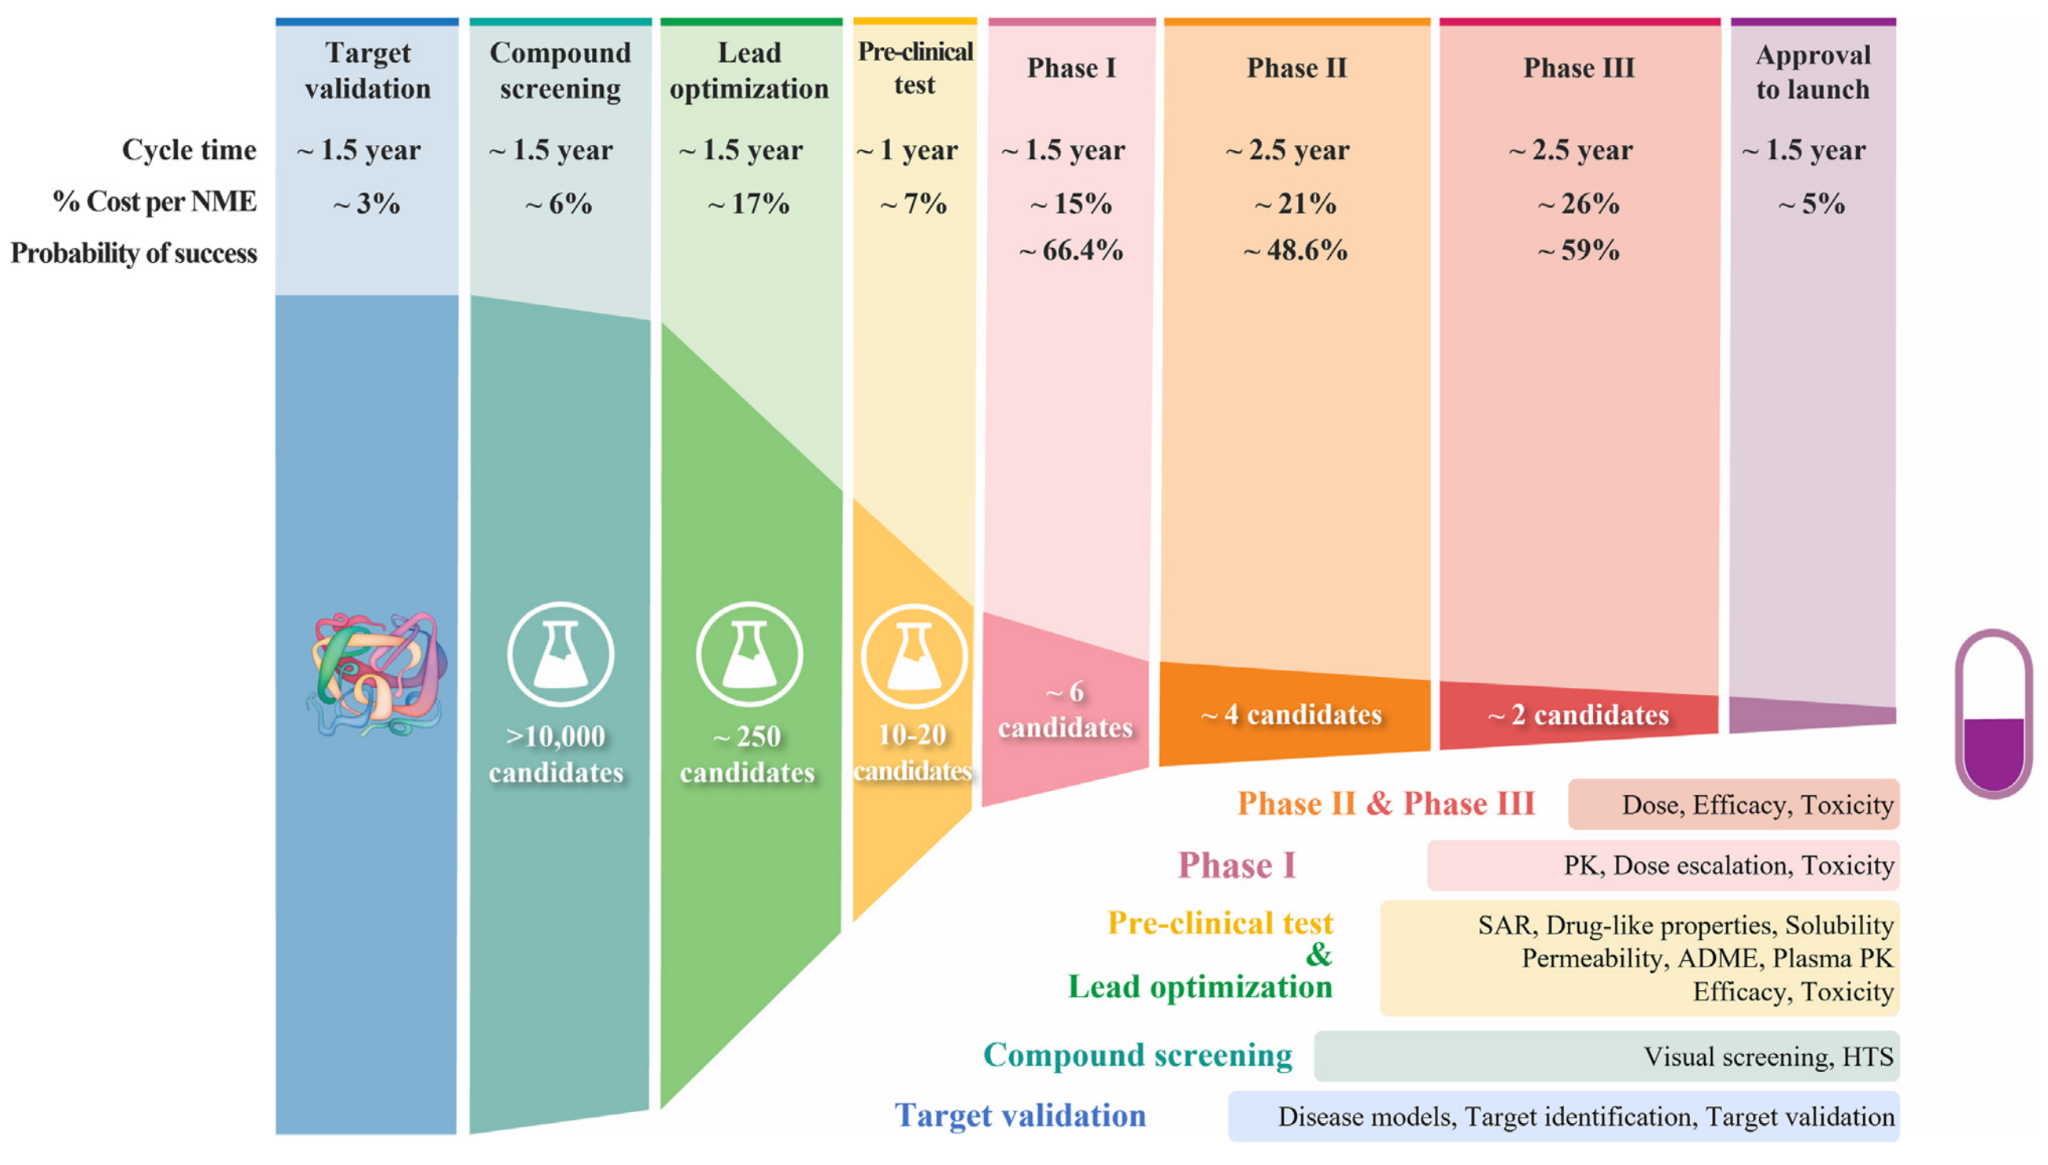 Target validation
Compound screening
Lead optimization
Pre-clinical test
Phase I
Phase II
Phase III
Approval to launch
Cycle time ~ 1.5 year ~ 1.5 year ~ 1.5 year ~ 1 year ~ 1.5 year ~ 2.5 year ~ 2.5 year ~ 1.5 year
% Cost per NME ~ 3% ~ 6% ~ 17% ~ 7% ~ 15% ~ 21% ~ 26% ~ 5%
Probability of success ~ 66.4% ~ 48.6% ~ 59%
>10,000
candidates
~ 250
candidates
10-20
candidates
~ 6
candidates
~ 4 candidates
~ 2 candidates
Phase II & Phase III
Dose, Efficacy, Toxicity
Phase I
PK, Dose escalation, Toxicity
Pre-clinical test
&
Lead optimization
SAR, Drug-like properties, Solubility
Permeability, ADME, Plasma PK
Efficacy, Toxicity
Compound screening
Visual screening, HTS
Target validation
Disease models, Target identification, Target validation